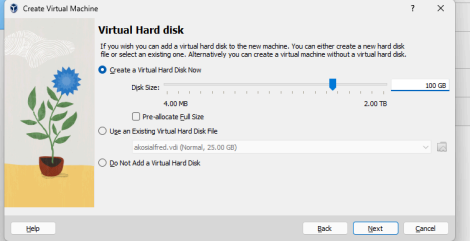 Create Virtual Machine
? ×
Virtual Hard disk
If you wish you can add a virtual hard disk to the new machine. You can either create a new hard disk
file or select an existing one. Alternatively you can create a virtual machine without a virtual hard disk.
Create a Virtual Hard Disk Now
Disk Size: 100 GB
4.00 MB 2.00 TB
Pre-allocate Full Size
Use an Existing Virtual Hard Disk File
akosialfred.vdi (Normal, 25.00 GB)
Do Not Add a Virtual Hard Disk
Help Back Next Cancel